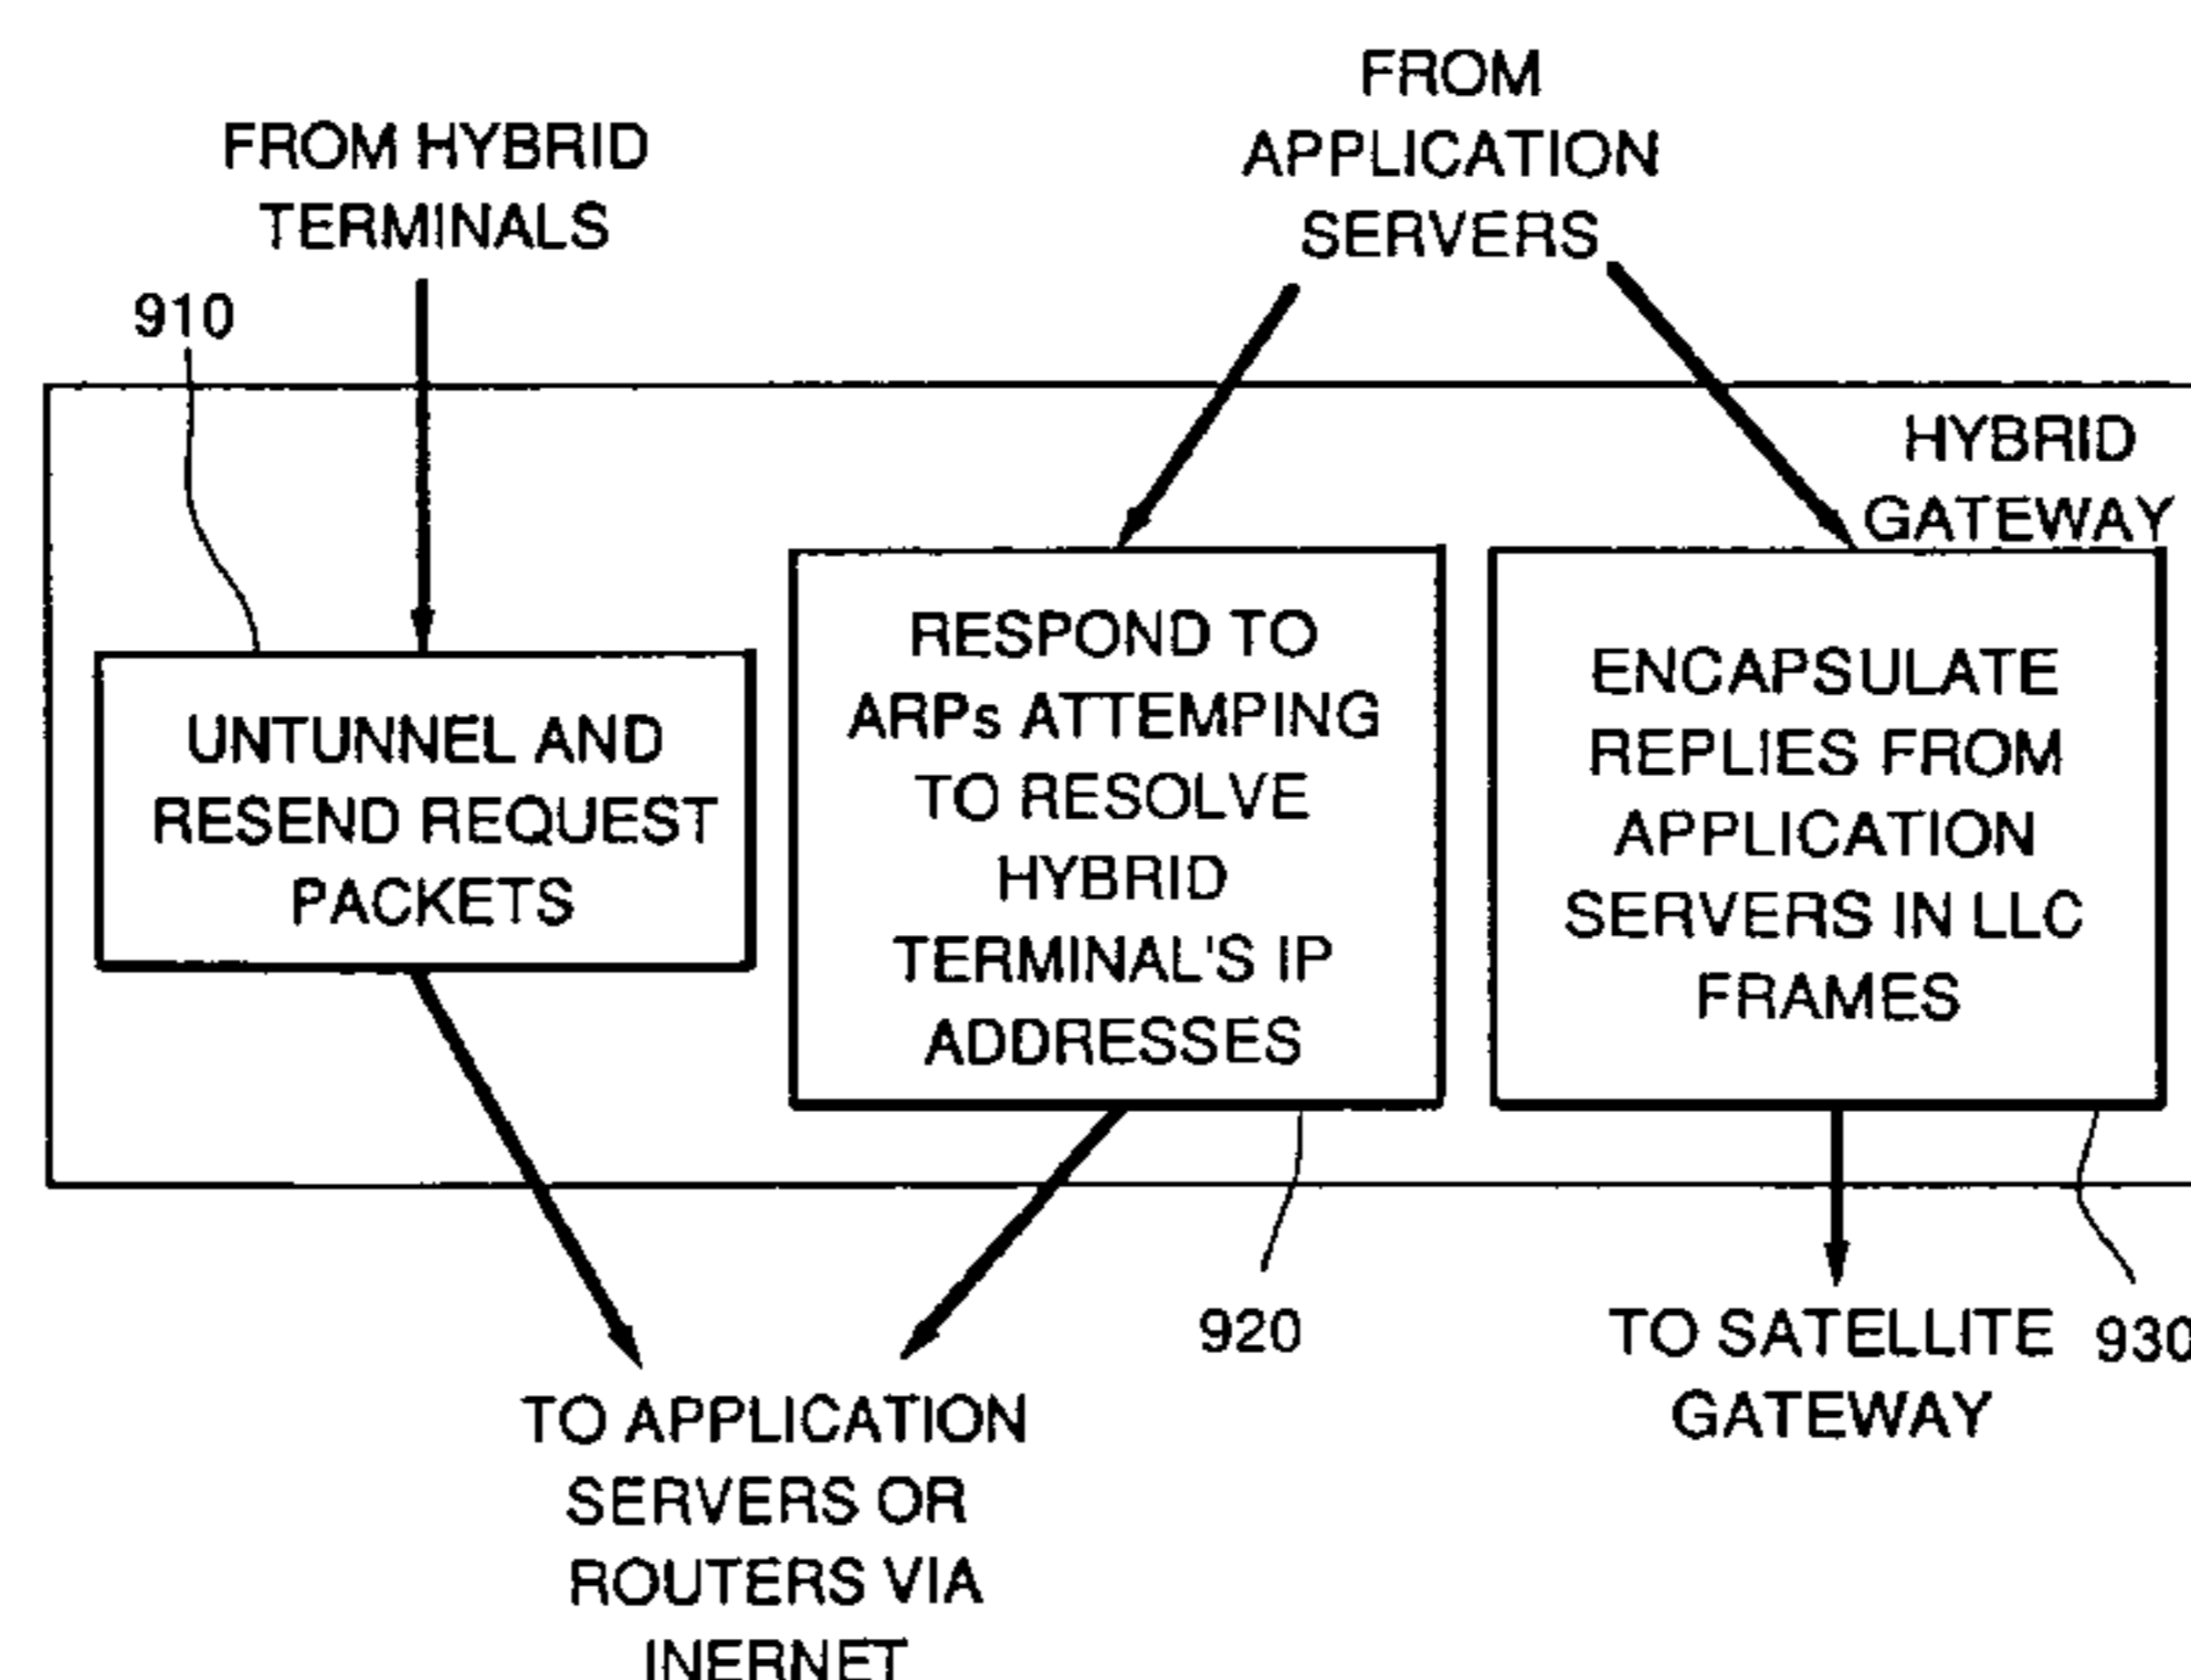 FROM HYBRID
TERMINALS
FROM
APPLICATION
SERVERS
910
HYBRID
GATEWAY
UNTUNNEL AND
RESEND REQUEST
PACKETS
RESPOND TO
ARPs ATTEMPING
TO RESOLVE
HYBRID
TERMINAL'S IP
ADDRESSES
ENCAPSULATE
REPLIES FROM
APPLICATION
SERVERS IN LLC
FRAMES
920
930
TO APPLICATION
SERVERS OR
ROUTERS VIA
INERNET
TO SATELLITE
GATEWAY